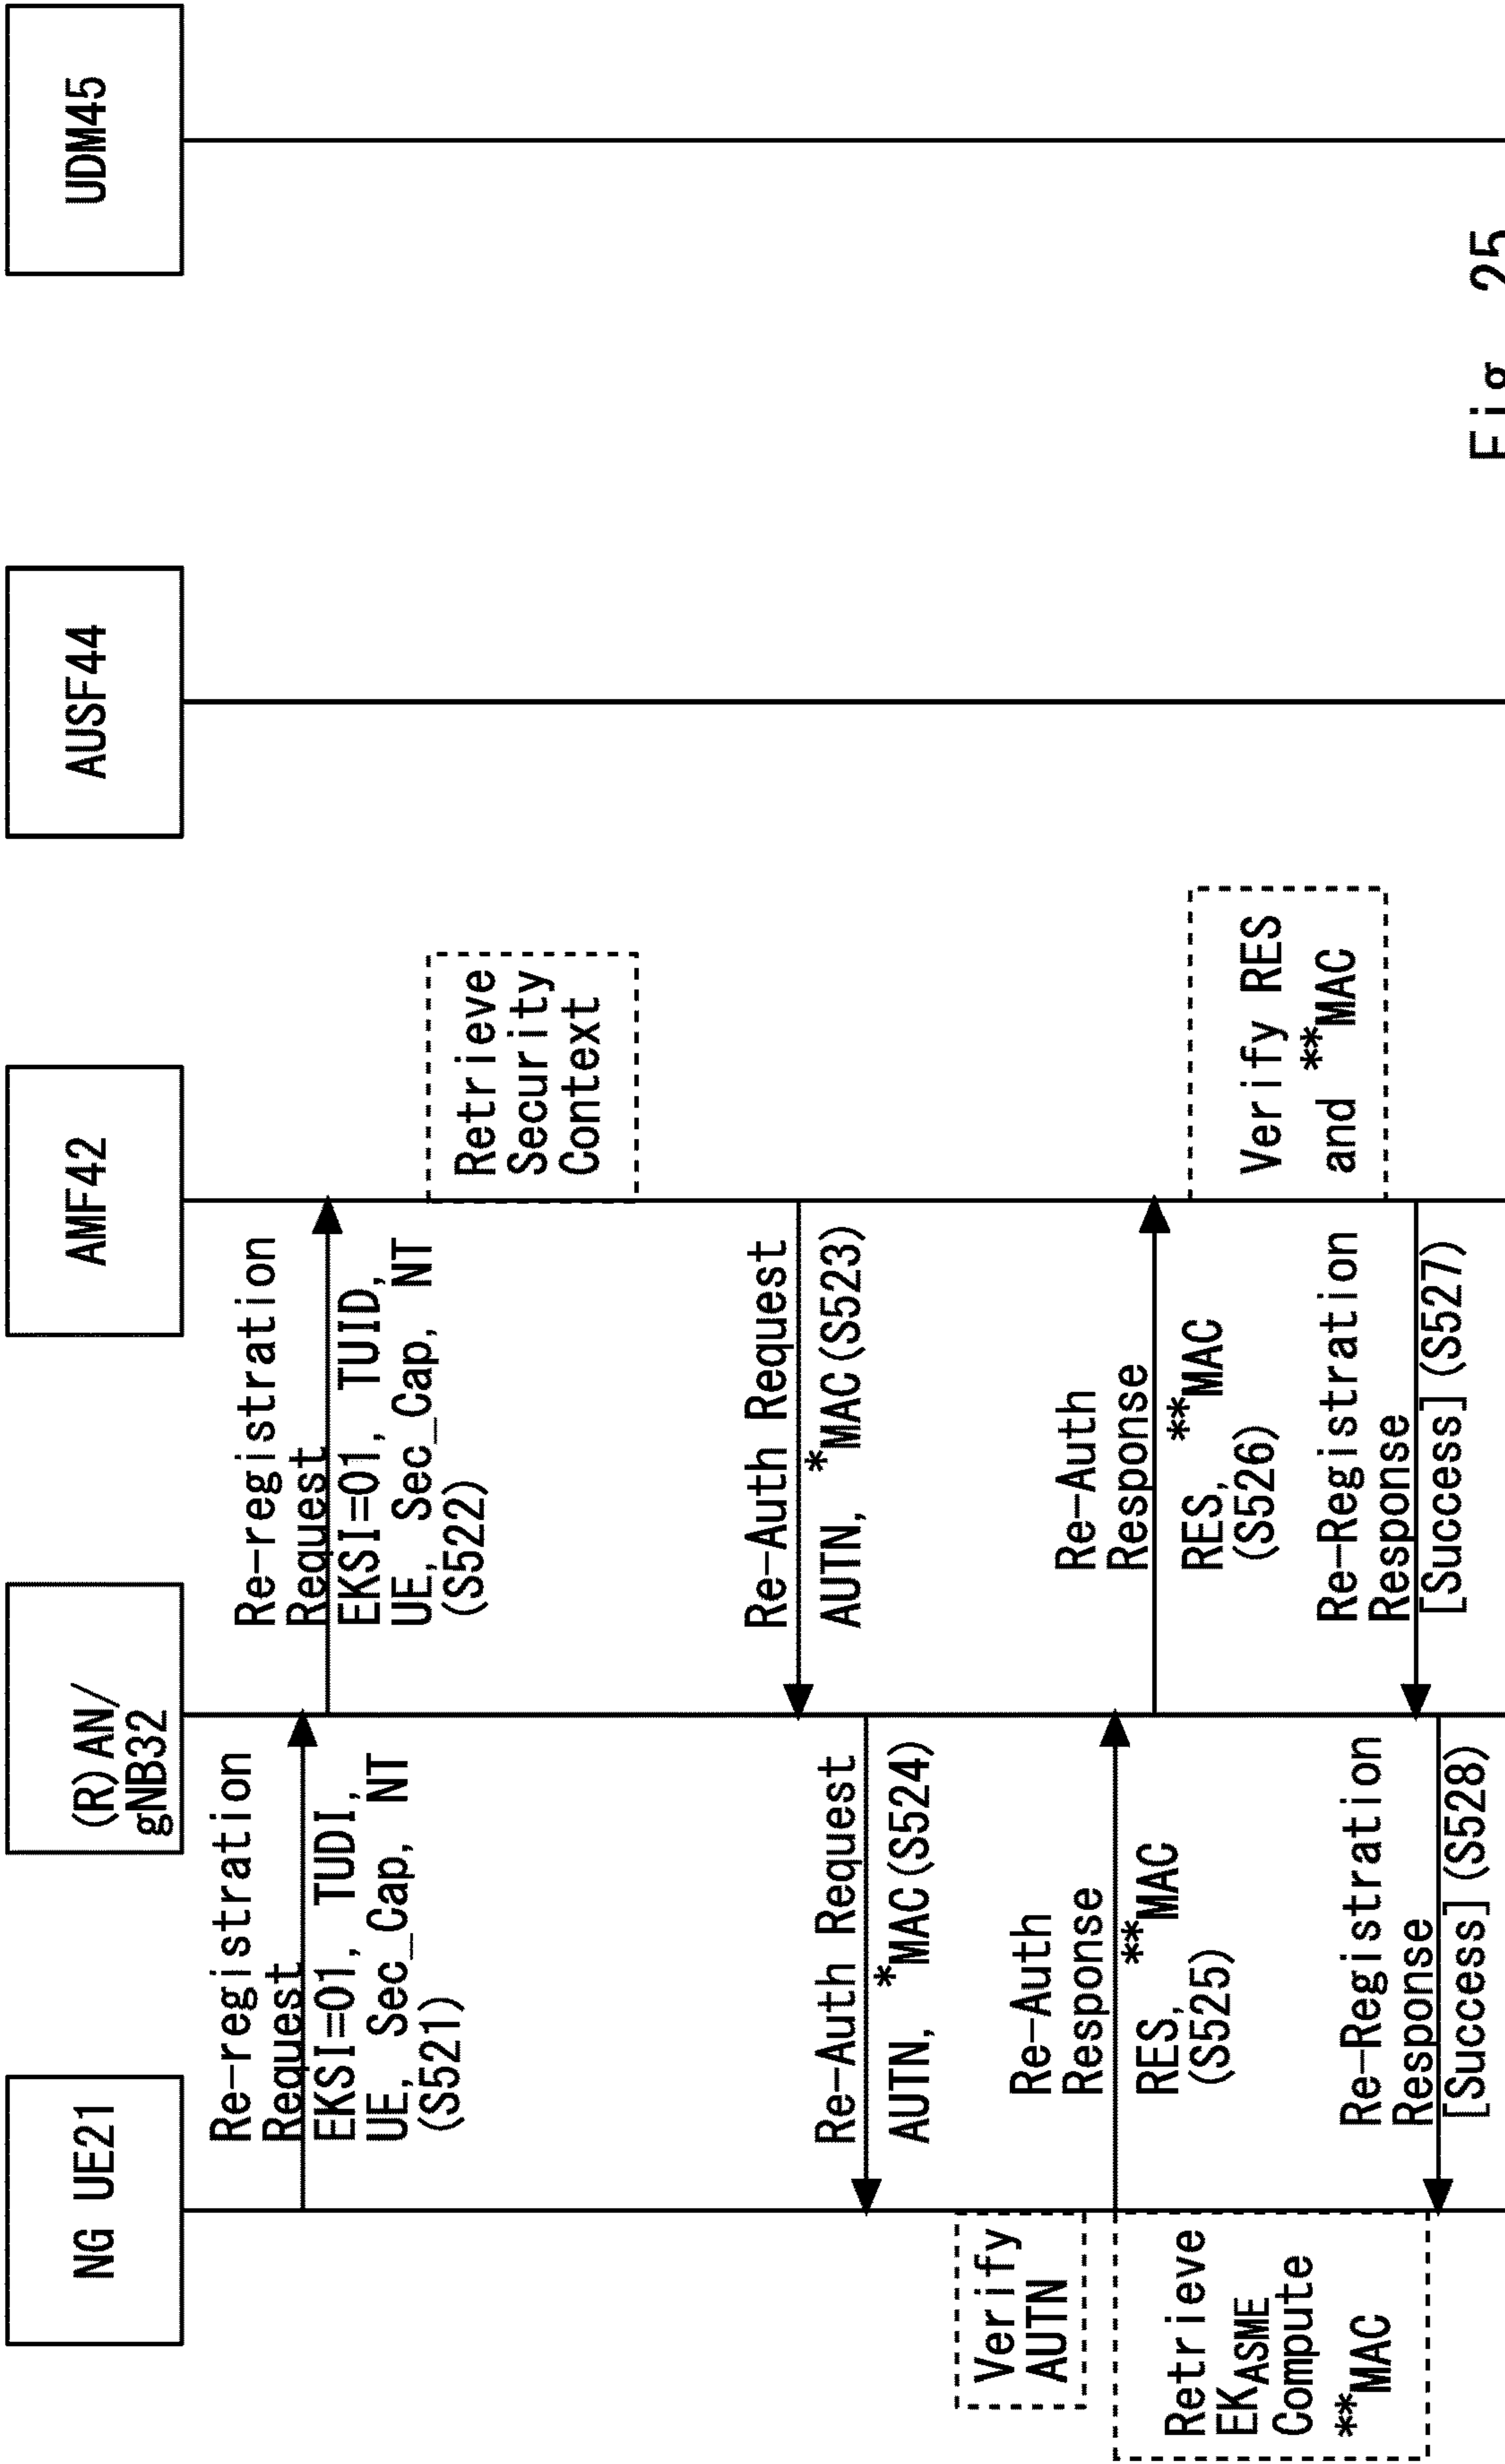 NG UE21
(R)AN/
gNB32
AMF42
AUSF44
UDM45
Re-registration
Request
EKSI=01, TUDI,
UE, Sec_Cap, NT
(S521)
Re-registration
Request
EKSI=01, TUID,
UE, Sec_Cap, NT
(S522)
Retrieve
Security
Context
Re-Auth Request
AUTN, *MAC(S523)
Re-Auth Request
AUTN, *MAC(S524)
Verify
AUTN
Re-Auth
Response
RES, **MAC
(S525)
Retrieve
EKASME
Compute
**MAC
Re-Auth
Response
RES, **MAC
(S526)
Verify RES
and **MAC
Re-Registration
Response
[Success](S527)
Re-Registration
Response
[Success](S528)
Fig. 25